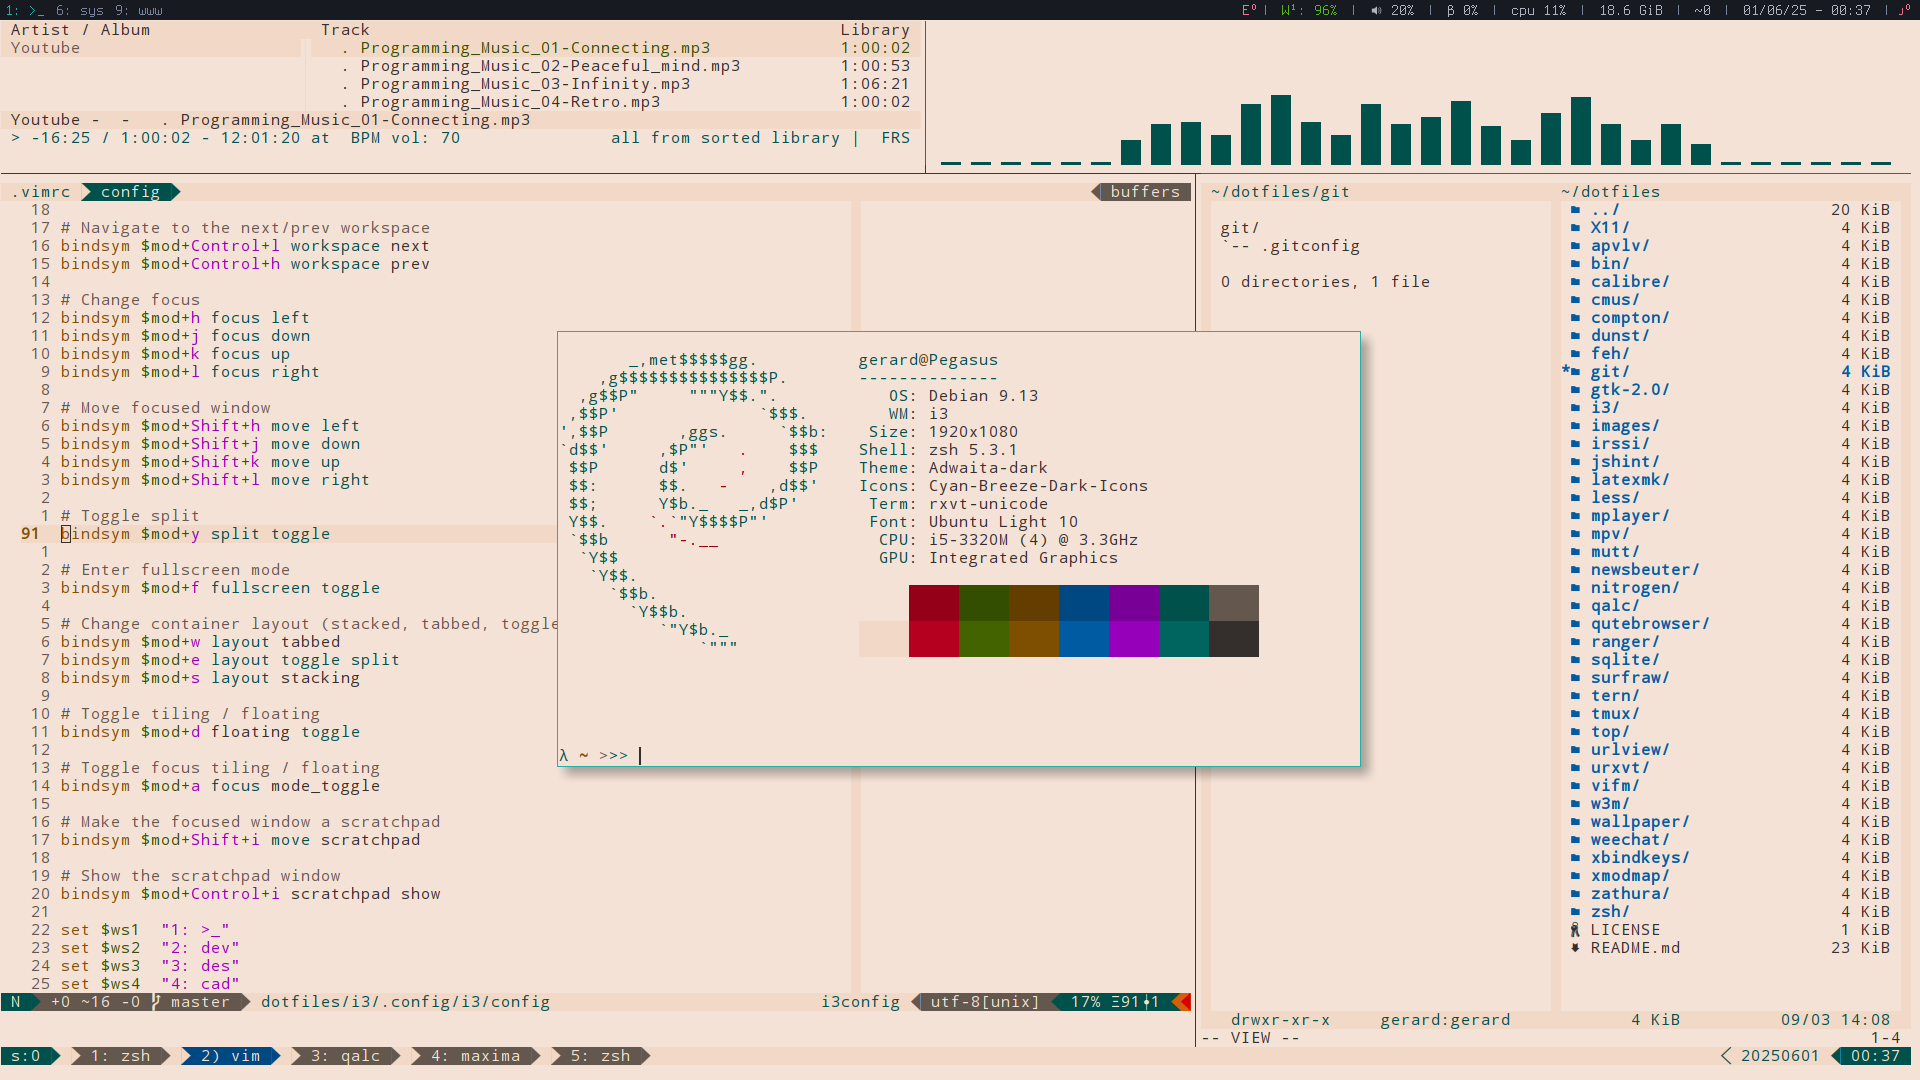 1: >_ 6: sys 9: www
E⁰ | W¹: 96% | 20% | β 0% | cpu 11% | 18.6 GiB | ~0 | 01/06/25 - 00:37 |
Artist / Album Track Library
Youtube . Programming_Music_01-Connecting.mp3 1:00:02
. Programming_Music_02-Peaceful_mind.mp3 1:00:53
. Programming_Music_03-Infinity.mp3 1:06:21
. Programming_Music_04-Retro.mp3 1:00:02
Youtube - - . Programming_Music_01-Connecting.mp3
> -16:25 / 1:00:02 - 12:01:20 at BPM vol: 70 all from sorted library | FRS
.vimrc config buffers
18
17 # Navigate to the next/prev workspace
16 bindsym $mod+Control+l workspace next
15 bindsym $mod+Control+h workspace prev
14
13 # Change focus
12 bindsym $mod+h focus left
11 bindsym $mod+j focus down
10 bindsym $mod+k focus up
9 bindsym $mod+l focus right
8
7 # Move focused window
6 bindsym $mod+Shift+h move left
5 bindsym $mod+Shift+j move down
4 bindsym $mod+Shift+k move up
3 bindsym $mod+Shift+l move right
2
1 # Toggle split
91 bindsym $mod+y split toggle
1
2 # Enter fullscreen mode
3 bindsym $mod+f fullscreen toggle
4
5 # Change container layout (stacked, tabbed, toggle
6 bindsym $mod+w layout tabbed
7 bindsym $mod+e layout toggle split
8 bindsym $mod+s layout stacking
9
10 # Toggle tiling / floating
11 bindsym $mod+d floating toggle
12
13 # Toggle focus tiling / floating
14 bindsym $mod+a focus mode_toggle
15
16 # Make the focused window a scratchpad
17 bindsym $mod+Shift+i move scratchpad
18
19 # Show the scratchpad window
20 bindsym $mod+Control+i scratchpad show
21
22 set $ws1 "1: >_"
23 set $ws2 "2: dev"
24 set $ws3 "3: des"
25 set $ws4 "4: cad"
N +0 ~16 -0 master dotfiles/i3/.config/i3/config i3config utf-8[unix] 17% Ξ91 1
_,met$$$$$gg.
,g$$$$$$$$$$$$$$$P.
,g$$P" """Y$$.".
,$$P' `$$$.
',$$P ,ggs. `$$b:
`d$$' ,$P"' . $$$
$$P d$' , $$P
$$: $$. - ,d$$'
$$; Y$b._ _,d$P'
Y$$. `.`"Y$$$$P"'
`$$b "-.__
`Y$$
`Y$$.
`$$b.
`Y$$b.
`"Y$b._
`"""
gerard@Pegasus
--------------
OS: Debian 9.13
WM: i3
Size: 1920x1080
Shell: zsh 5.3.1
Theme: Adwaita-dark
Icons: Cyan-Breeze-Dark-Icons
Term: rxvt-unicode
Font: Ubuntu Light 10
CPU: i5-3320M (4) @ 3.3GHz
GPU: Integrated Graphics
λ ~ >>>
~/dotfiles/git
git/
`-- .gitconfig
0 directories, 1 file
~/dotfiles
../ 20 KiB
X11/ 4 KiB
apvlv/ 4 KiB
bin/ 4 KiB
calibre/ 4 KiB
cmus/ 4 KiB
compton/ 4 KiB
dunst/ 4 KiB
feh/ 4 KiB
* git/ 4 KiB
gtk-2.0/ 4 KiB
i3/ 4 KiB
images/ 4 KiB
irssi/ 4 KiB
jshint/ 4 KiB
latexmk/ 4 KiB
less/ 4 KiB
mplayer/ 4 KiB
mpv/ 4 KiB
mutt/ 4 KiB
newsbeuter/ 4 KiB
nitrogen/ 4 KiB
qalc/ 4 KiB
qutebrowser/ 4 KiB
ranger/ 4 KiB
sqlite/ 4 KiB
surfraw/ 4 KiB
tern/ 4 KiB
tmux/ 4 KiB
top/ 4 KiB
urlview/ 4 KiB
urxvt/ 4 KiB
vifm/ 4 KiB
w3m/ 4 KiB
wallpaper/ 4 KiB
weechat/ 4 KiB
xbindkeys/ 4 KiB
xmodmap/ 4 KiB
zathura/ 4 KiB
zsh/ 4 KiB
LICENSE 1 KiB
README.md 23 KiB
drwxr-xr-x gerard:gerard 4 KiB 09/03 14:08
-- VIEW -- 1-4
s:0 1: zsh 2) vim 3: qalc 4: maxima 5: zsh 20250601 00:37